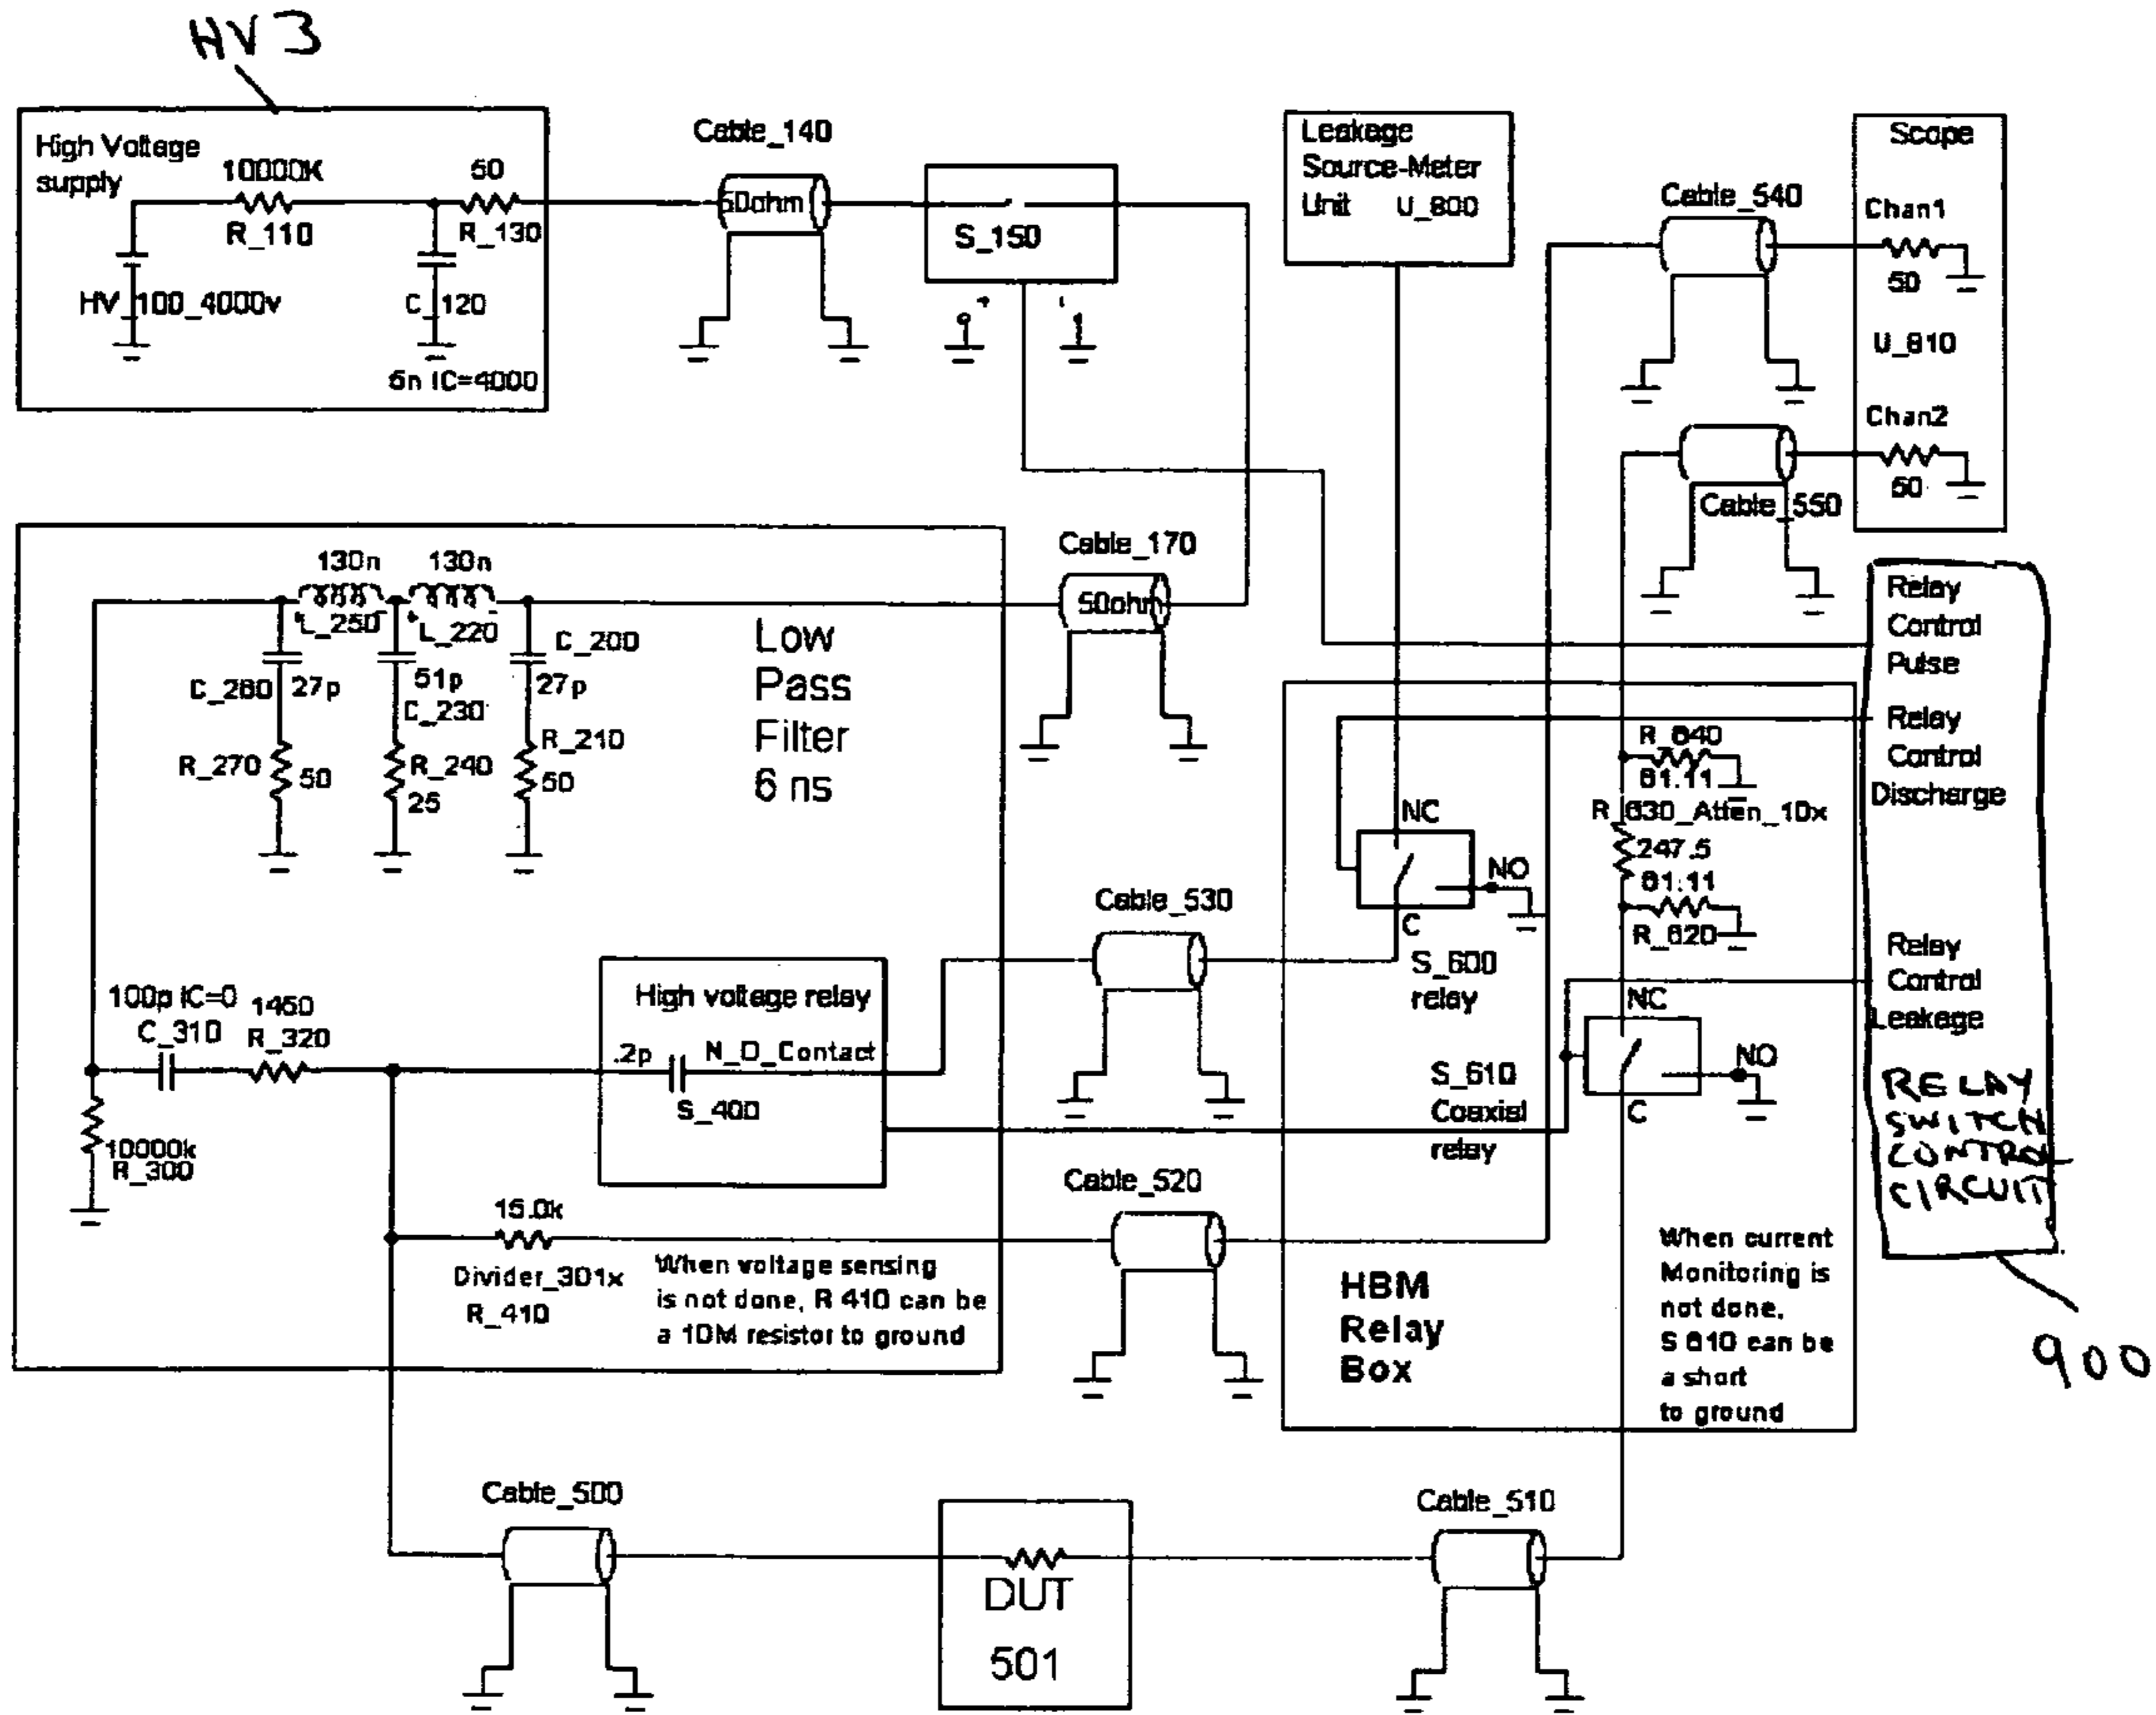 HV3
High Voltage
supply
10000K
R_110
50
R_130
HV_100_4000v
C_120
6n IC=4000
Cable_140
50ohm
S_150
+
-
Leakage
Source-Meter
Unit U_800
Cable_540
Scope
Chan1
50
U_810
Chan2
50
Cable_550
130n
130n
L_250
L_220
C_260
27p
51p
C_230
C_200
27p
R_270
50
R_240
25
R_210
50
Low
Pass
Filter
6 ns
Cable_170
50ohm
Relay
Control
Pulse
Relay
Control
Discharge
R_640
61.11
R_630_Atten_10x
247.5
61.11
R_620
NC
NO
C
S_600
relay
Cable_530
Relay
Control
Leakage
NC
NO
C
S_610
Coaxial
relay
RELAY
SWITCH
CONTROL
CIRCUIT
900
100p IC=0
C_310
1450
R_320
10000k
R_300
High voltage relay
.2p
N_O_Contact
S_400
Cable_520
15.0k
Divider_301x
R_410
When voltage sensing
is not done, R 410 can be
a 10M resistor to ground
HBM
Relay
Box
When current
Monitoring is
not done,
S 610 can be
a short
to ground
Cable_500
DUT
501
Cable_510